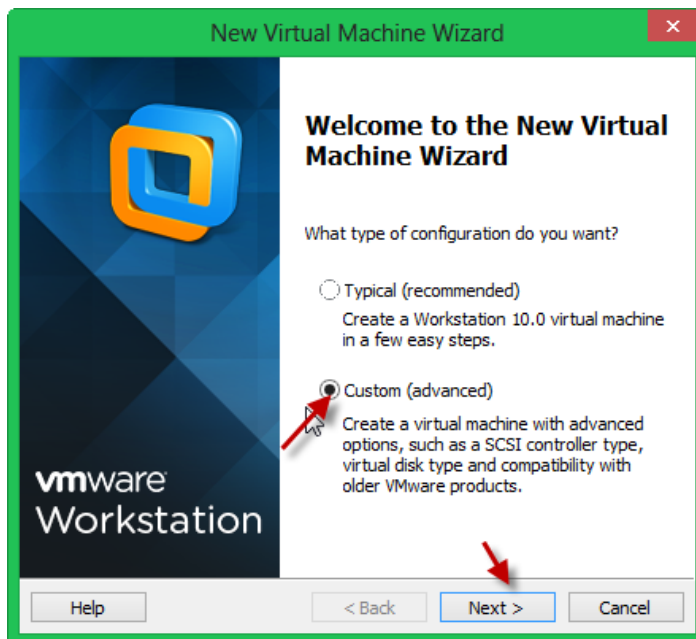 New Virtual Machine Wizard
Welcome to the New Virtual
Machine Wizard
What type of configuration do you want?
Typical (recommended)
Create a Workstation 10.0 virtual machine
in a few easy steps.
Custom (advanced)
Create a virtual machine with advanced
options, such as a SCSI controller type,
virtual disk type and compatibility with
older VMware products.
vmware
Workstation
Help
< Back
Next >
Cancel